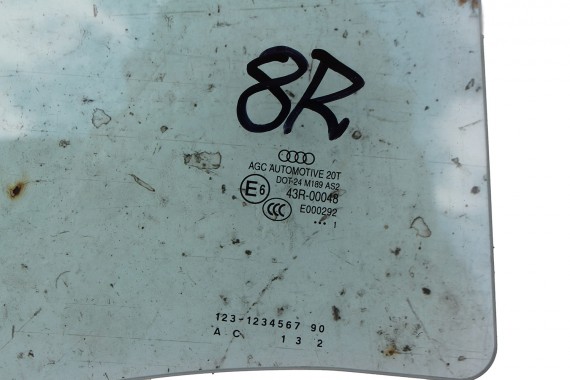 8R
AGC AUTOMOTIVE 20T
DOT-24 M189 AS2
E6 43R-00048
CCC E000292
••• 1
123-1234567 90
A C 1 3 2